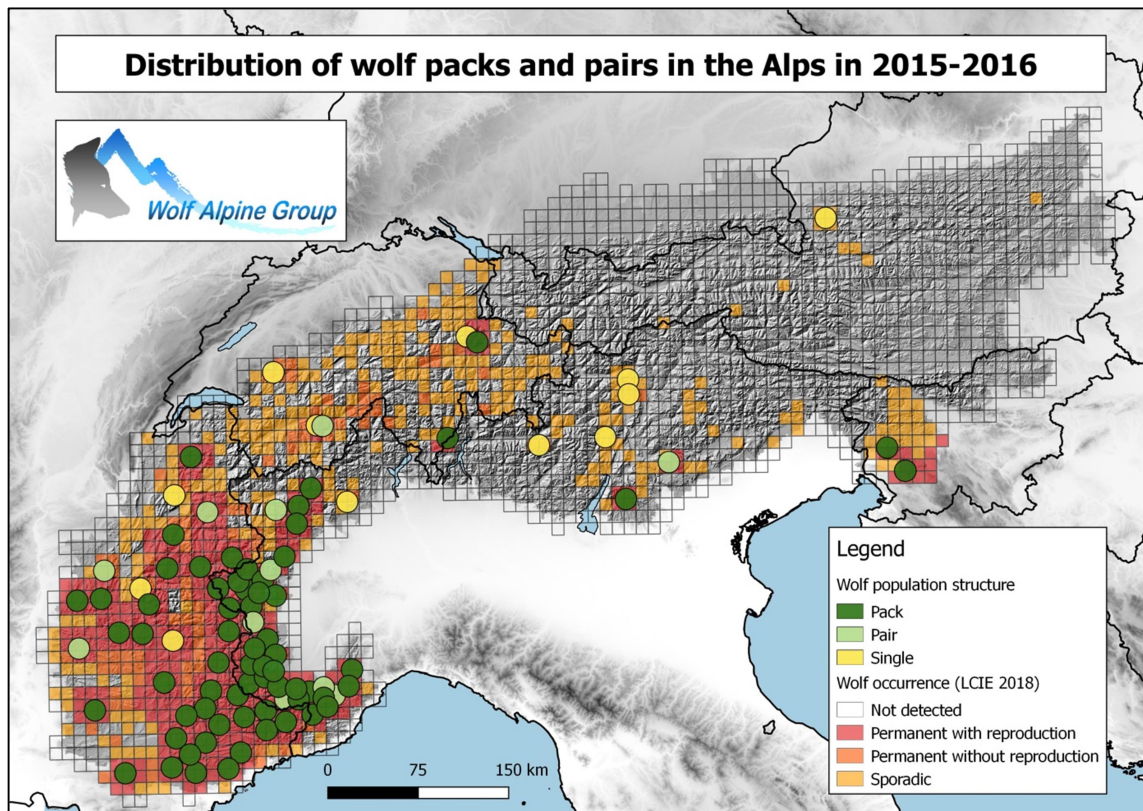 Distribution of wolf packs and pairs in the Alps in 2015-2016
Wolf Alpine Group
Legend
Wolf population structure
Pack
Pair
Single
Wolf occurrence (LCIE 2018)
Not detected
Permanent with reproduction
Permanent without reproduction
Sporadic
0 75 150 km